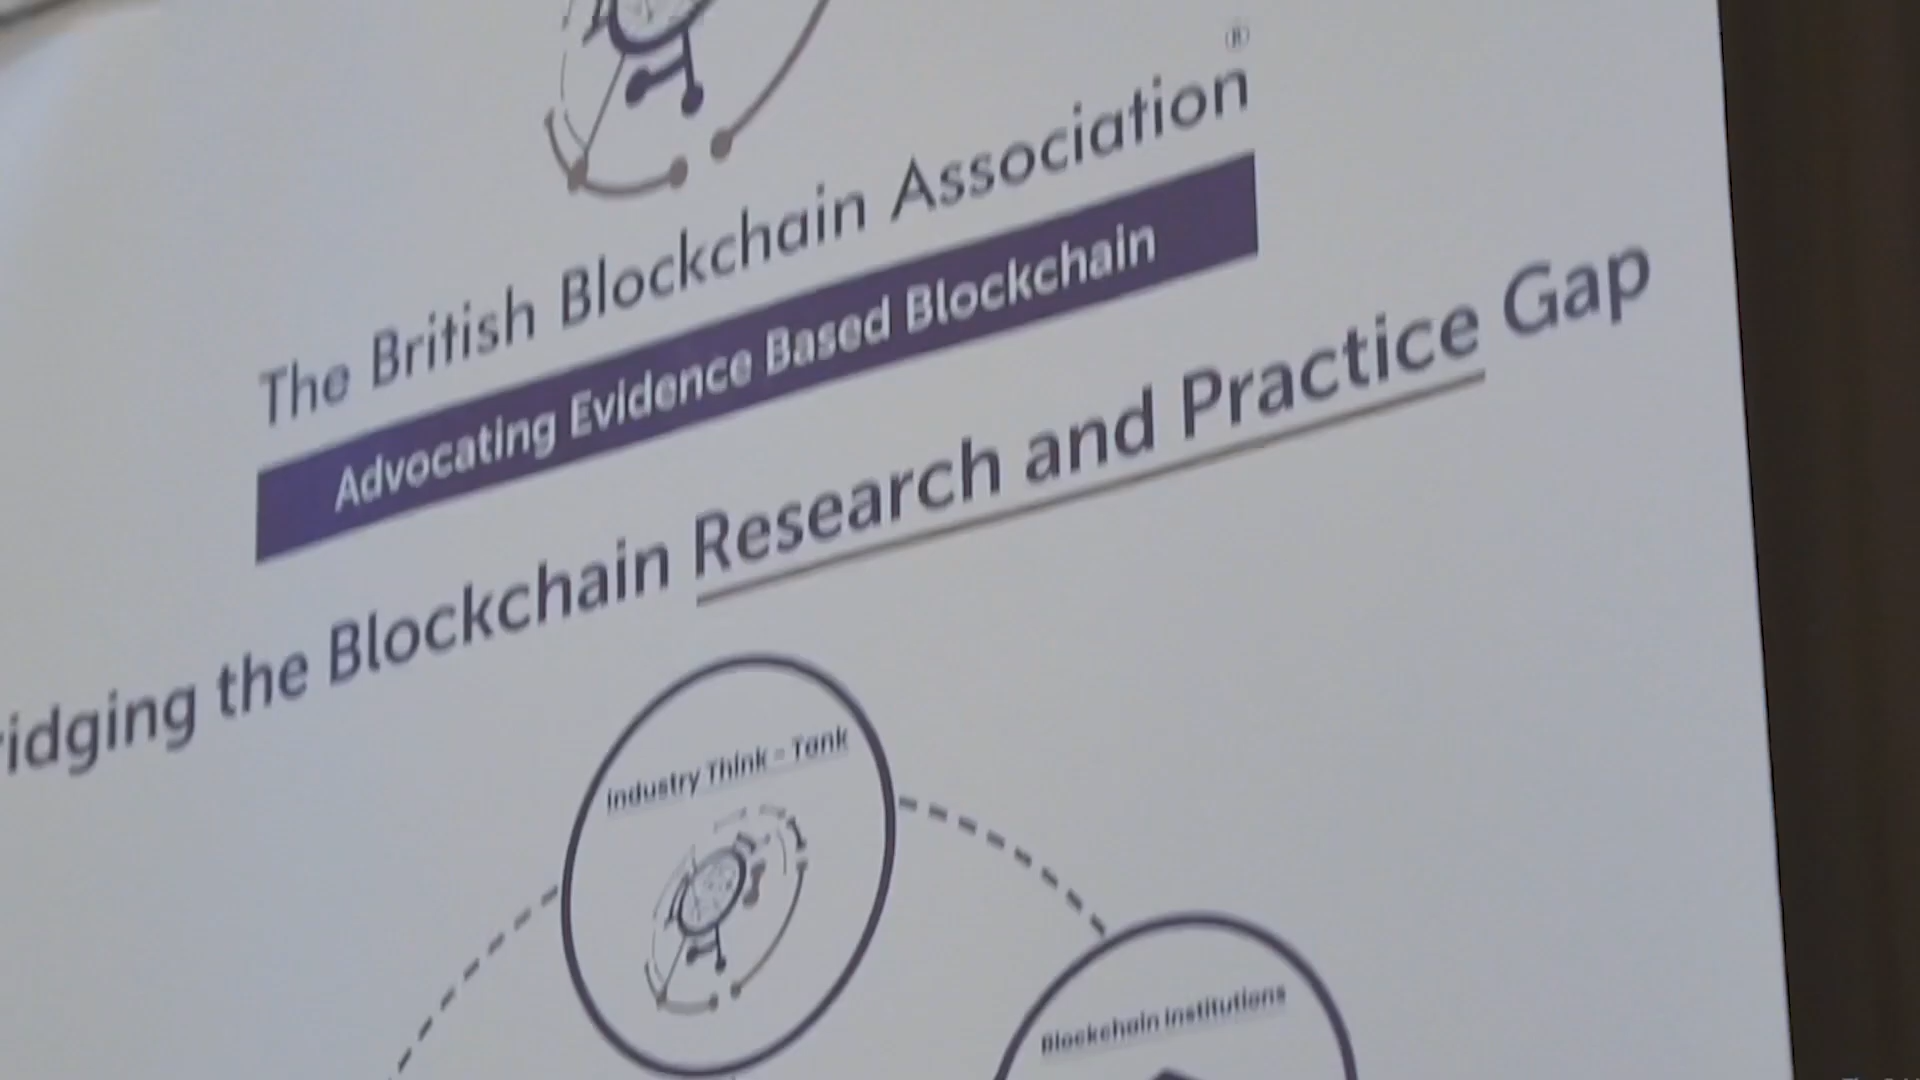 ®
The British Blockchain Association
Advocating Evidence Based Blockchain
ridging the Blockchain Research and Practice Gap
Industry Think - Tank
Blockchain Institutions